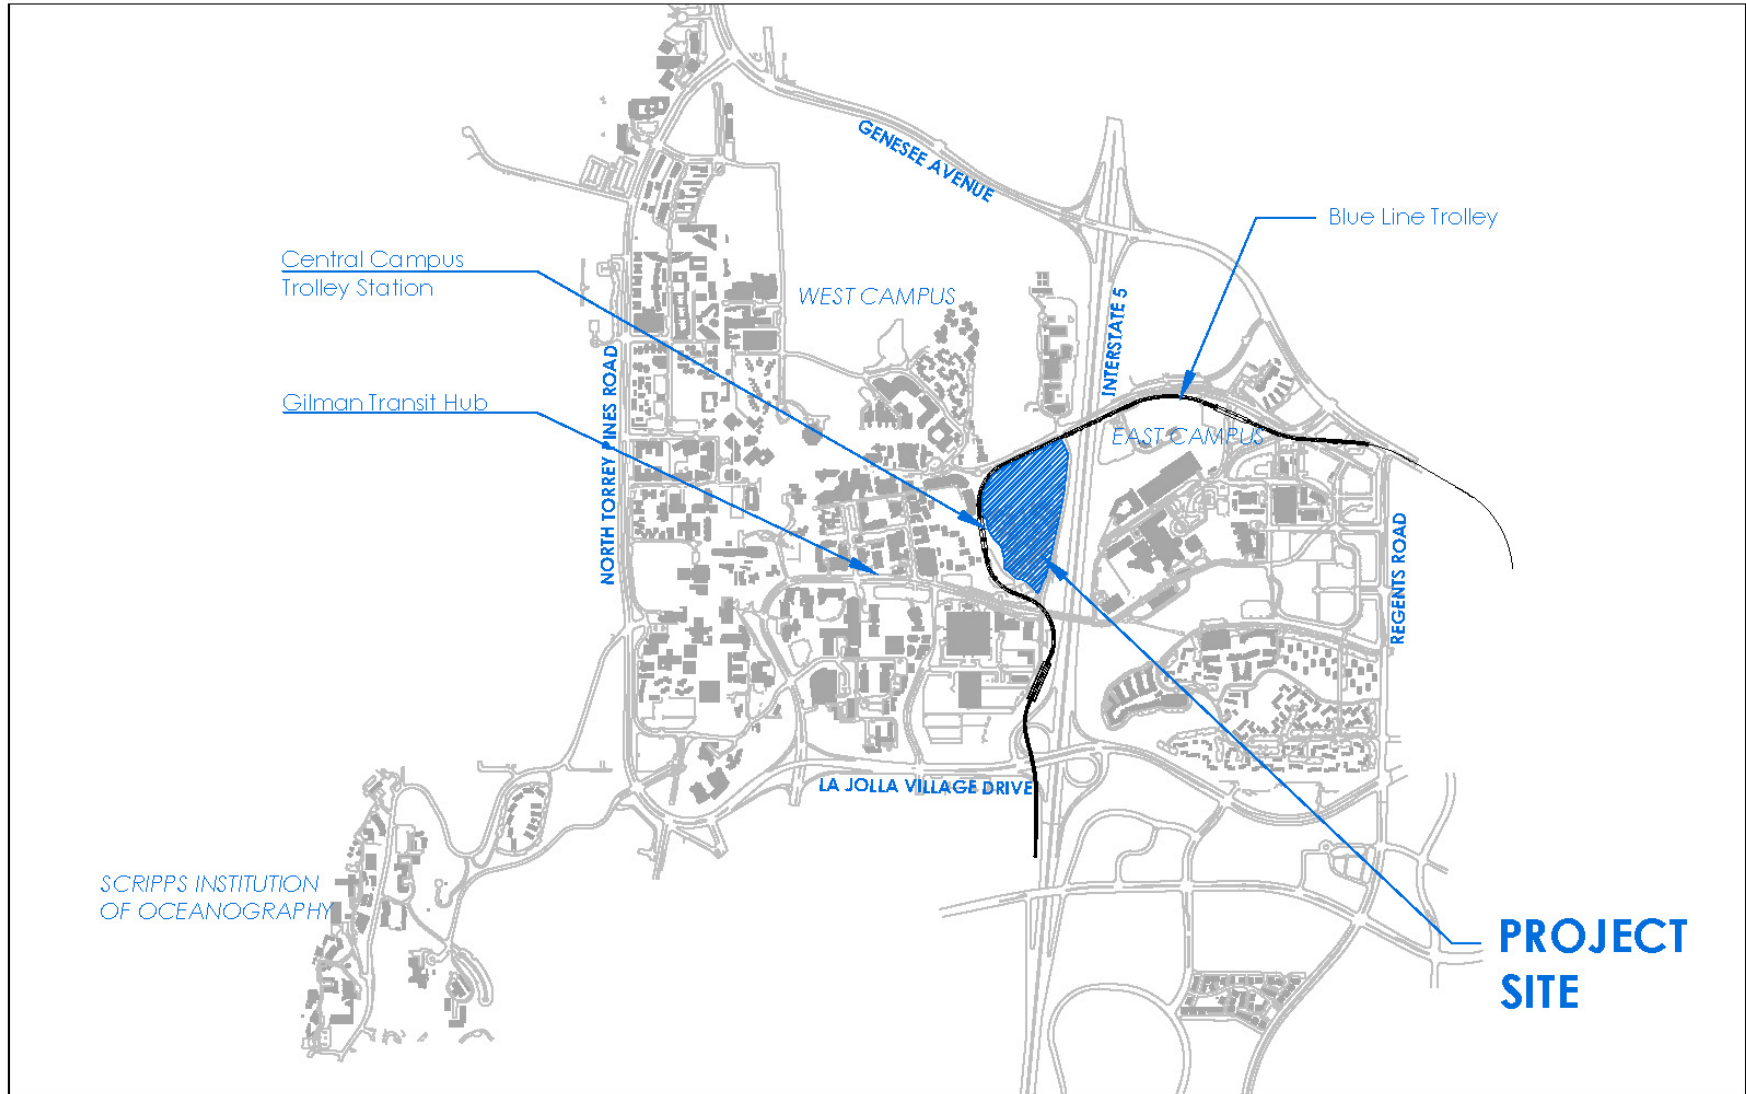 GENESEE AVENUE
Blue Line Trolley
Central Campus
Trolley Station
WEST CAMPUS
INTERSTATE 5
NORTH TORREY PINES ROAD
Gilman Transit Hub
EAST CAMPUS
REGENTS ROAD
LA JOLLA VILLAGE DRIVE
SCRIPPS INSTITUTION
OF OCEANOGRAPHY
PROJECT
SITE